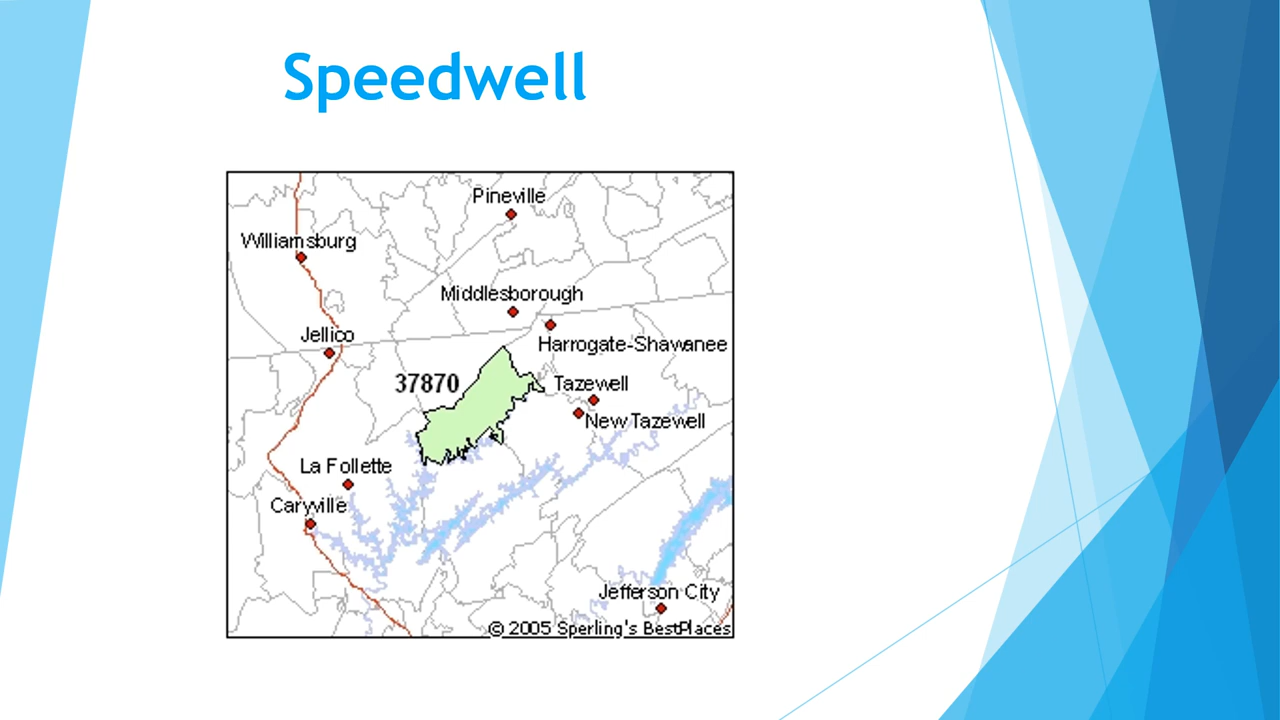 Speedwell
Pineville
Williamsburg
Middlesborough
Jellico
Harrogate-Shawanee
37870
Tazewell
New Tazewell
La Follette
Caryville
Jefferson City
© 2005 Sperling's BestPlaces